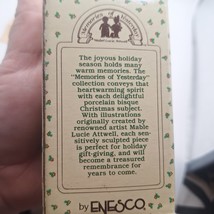 The joyous holiday
season holds many
warm memories. The
"Memories of Yesterday"
collection conveys that
heartwarming spirit
with each delightful
porcelain bisque
Christmas subject.
With illustrations
originally created by
renowned artist Mable
Lucie Attwell, each sen-
sitively sculpted piece
is perfect for holiday
gift-giving, and will
become a treasured
remembrance for
years to come.
by ENESCO